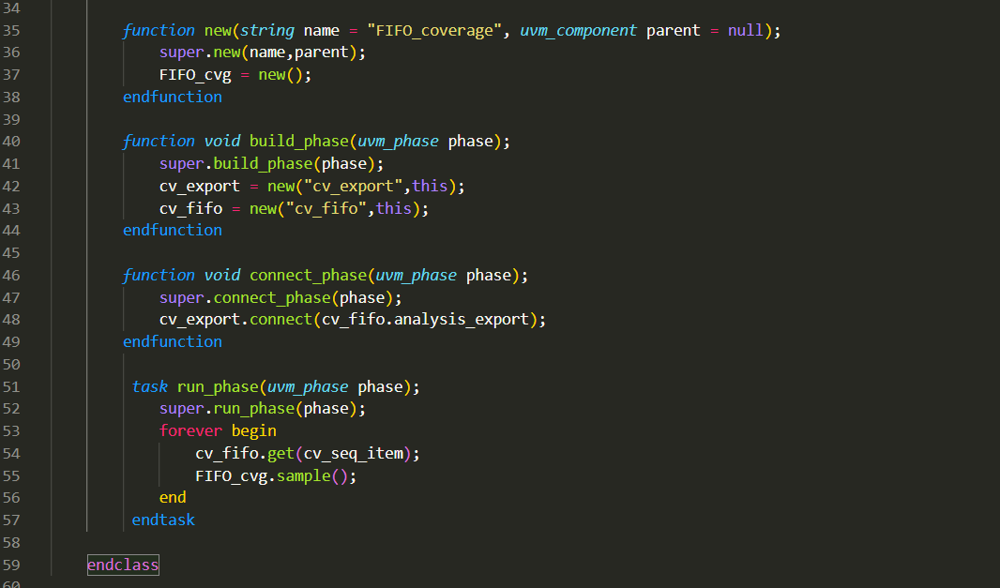 34
35 function new(string name = "FIFO_coverage", uvm_component parent = null);
36 super.new(name,parent);
37 FIFO_cvg = new();
38 endfunction
39
40 function void build_phase(uvm_phase phase);
41 super.build_phase(phase);
42 cv_export = new("cv_export",this);
43 cv_fifo = new("cv_fifo",this);
44 endfunction
45
46 function void connect_phase(uvm_phase phase);
47 super.connect_phase(phase);
48 cv_export.connect(cv_fifo.analysis_export);
49 endfunction
50
51 task run_phase(uvm_phase phase);
52 super.run_phase(phase);
53 forever begin
54 cv_fifo.get(cv_seq_item);
55 FIFO_cvg.sample();
56 end
57 endtask
58
59 endclass
60